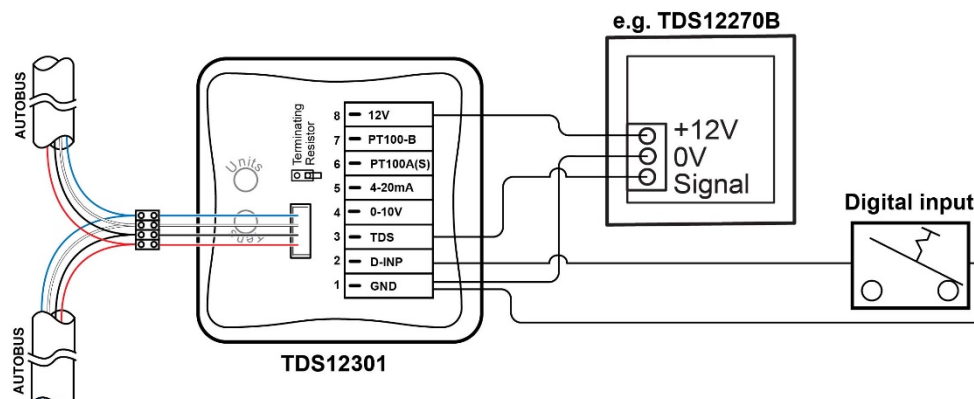 e.g. TDS12270B
AUTOBUS
Terminating
Resistor
Units
Tens
8 12V
7 PT100-B
6 PT100A(S)
5 4-20mA
4 0-10V
3 TDS
2 D-INP
1 GND
+12V
0V
Signal
Digital input
TDS12301
AUTOBUS